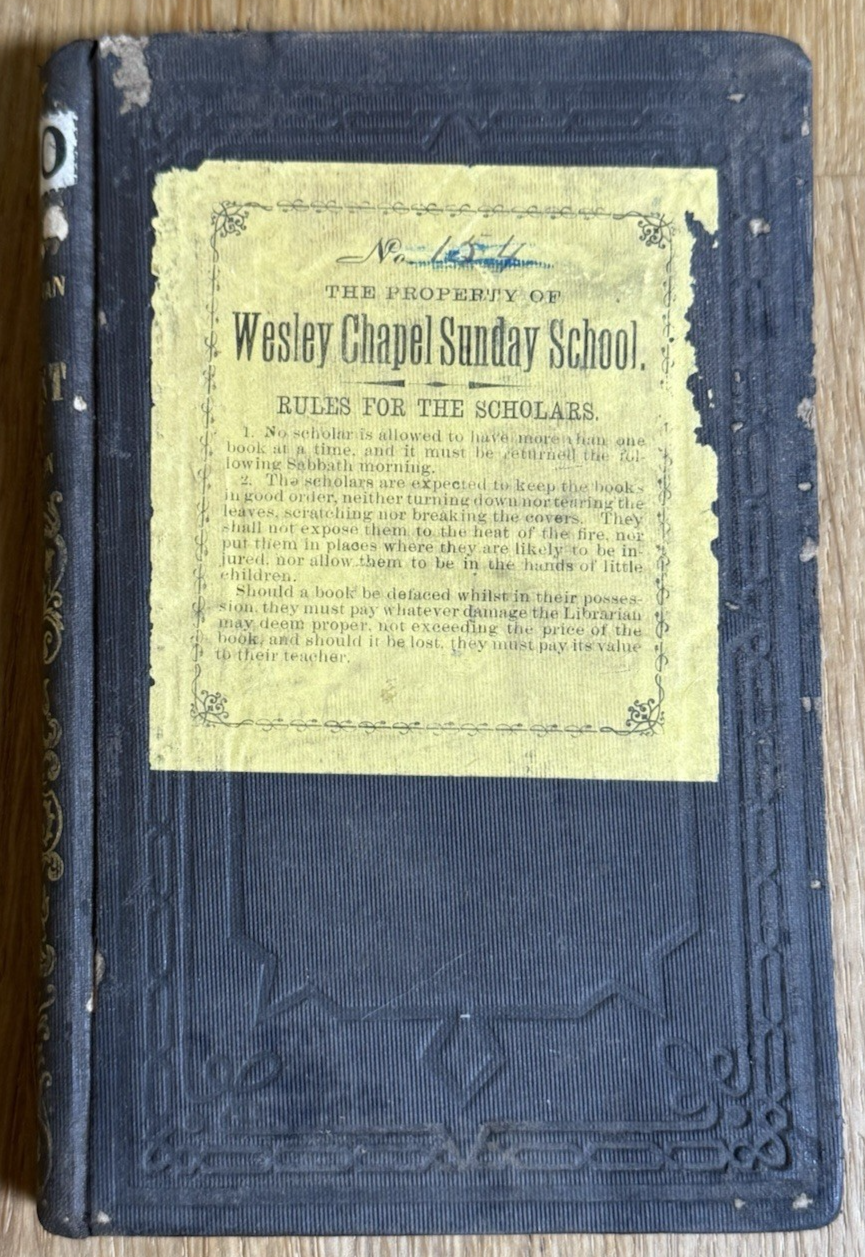 No.
THE PROPERTY OF
Wesley Chapel Sunday School.
RULES FOR THE SCHOLARS.
1. No scholar is allowed to have more than one
book at a time, and it must be returned the fol-
lowing Sabbath morning.
2. The scholars are expected to keep the books
in good order, neither turning down nor tearing the
leaves, scratching nor breaking the covers. They
shall not expose them to the heat of the fire, nor
put them in places where they are likely to be in-
jured, nor allow them to be in the hands of little
children.
Should a book be defaced whilst in their posses-
sion, they must pay whatever damage the Librarian
may deem proper, not exceeding the price of the
book, and should it be lost, they must pay its value
to their teacher.